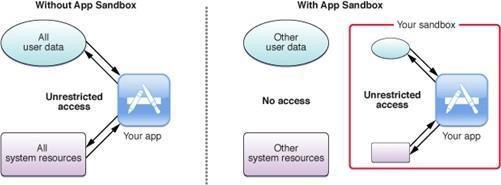 Without App Sandbox
All
user data
Unrestricted
access
Your app
All
system resources
With App Sandbox
Other
user data
No access
Other
system resources
Your sandbox
Unrestricted
access
Your app